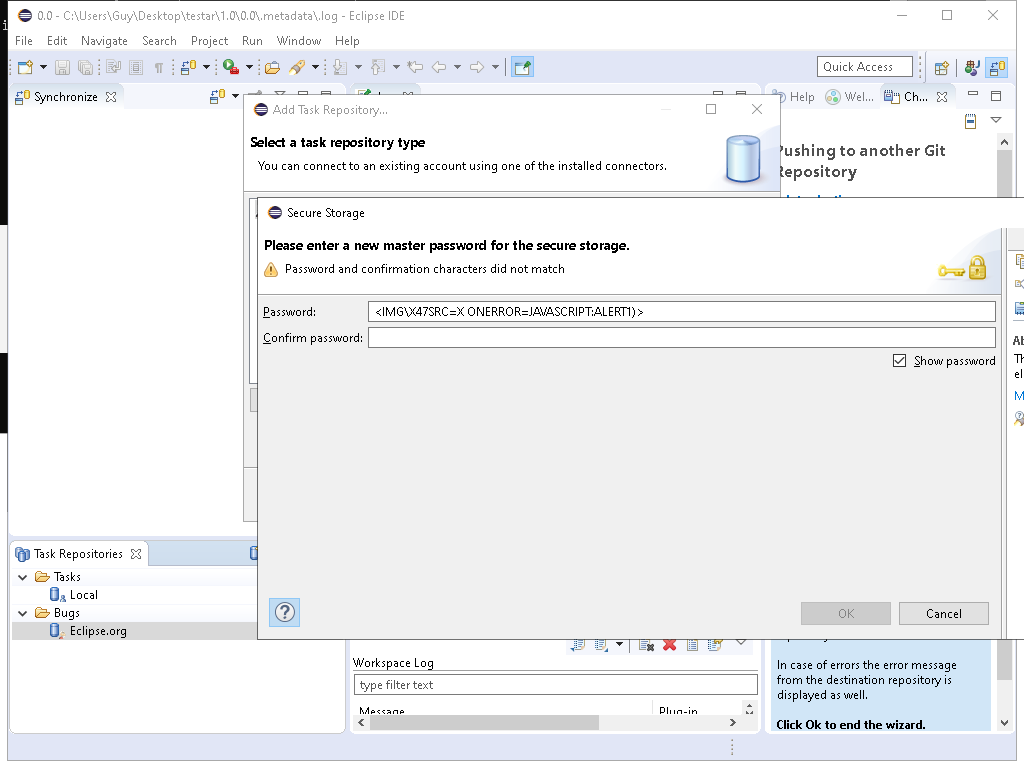 0.0 - C:\Users\Guy\Desktop\testar\1.0\0.0\.metadata\.log - Eclipse IDE
File Edit Navigate Search Project Run Window Help
Quick Access
Synchronize
Help Wel... Ch...
Add Task Repository...
Select a task repository type
You can connect to an existing account using one of the installed connectors.
Pushing to another Git
Repository
Secure Storage
Please enter a new master password for the secure storage.
Password and confirmation characters did not match
Password: <IMG\X47SRC=X ONERROR=JAVASCRIPT:ALERT1)>
Confirm password:
Show password
OK Cancel
Task Repositories
Tasks
Local
Bugs
Eclipse.org
Workspace Log
type filter text
Message Plug-in
In case of errors the error message
from the destination repository is
displayed as well.
Click Ok to end the wizard.